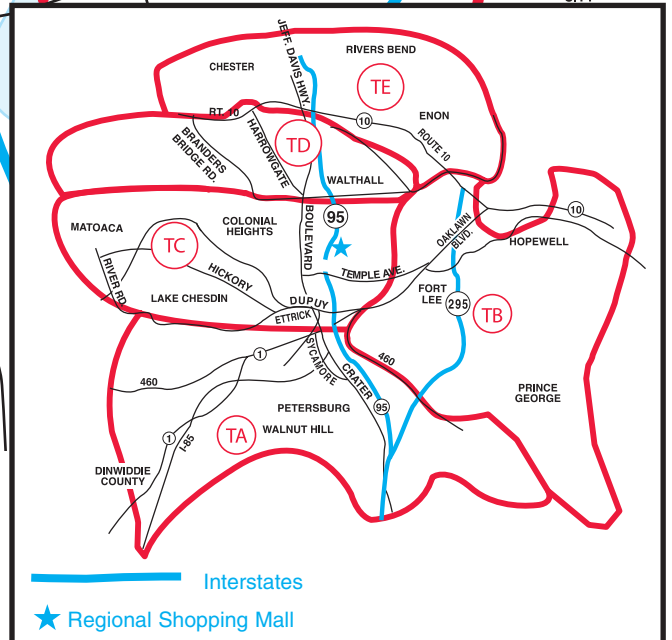 JEFF. DAVIS HWY.
RIVERS BEND
CHESTER
TE
RT. 10
10
ENON
ROUTE 10
BRANDERS
BRIDGE RD.
HARROWGATE
TD
WALTHALL
MATOACA
COLONIAL
HEIGHTS
BOULEVARD
95
OAKLAWN
BLVD.
10
HOPEWELL
TC
RIVER RD
HICKORY
TEMPLE AVE.
LAKE CHESDIN
DUPUY
ETTRICK
FORT
LEE
295
TB
SYCAMORE
1
460
460
CRATER
95
PRINCE
GEORGE
PETERSBURG
WALNUT HILL
TA
1
I-85
DINWIDDIE
COUNTY
Interstates
Regional Shopping Mall